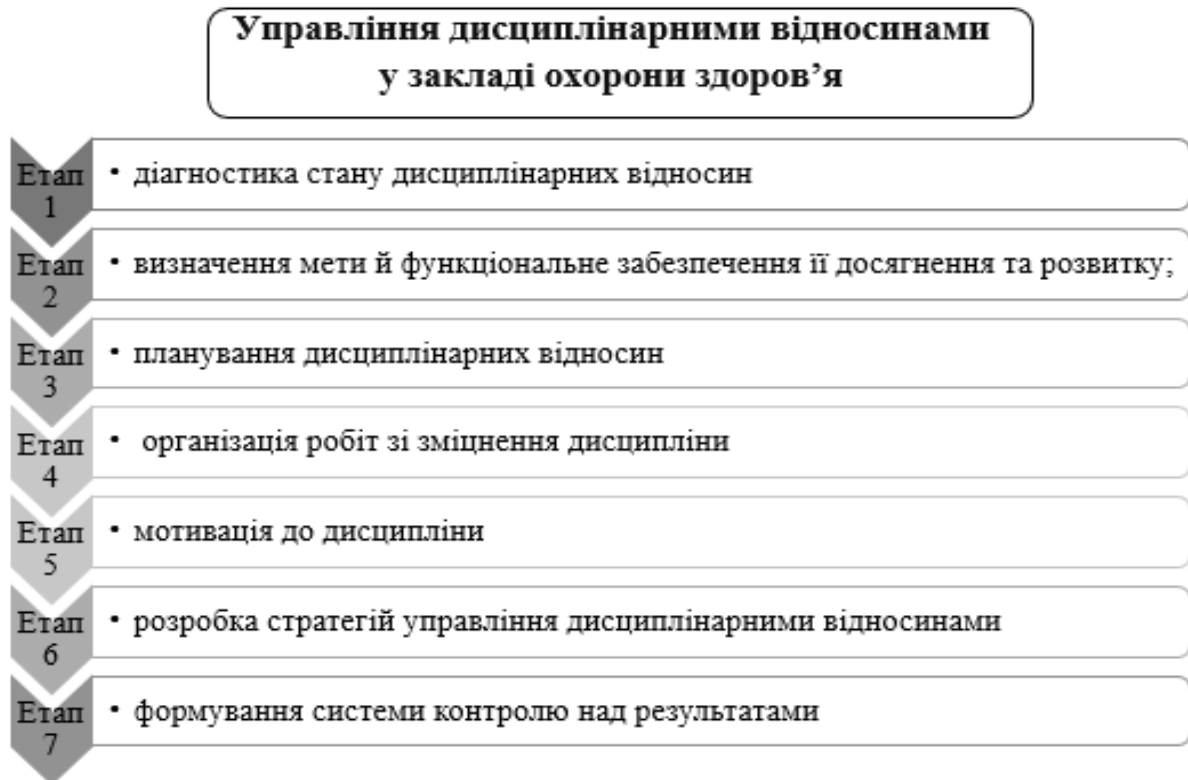 Управління дисциплінарними відносинами
у закладі охорони здоров’я
Етап
1
• діагностика стану дисциплінарних відносин
Етап
2
• визначення мети й функціональне забезпечення її досягнення та розвитку;
Етап
3
• планування дисциплінарних відносин
Етап
4
• організація робіт зі зміцнення дисципліни
Етап
5
• мотивація до дисципліни
Етап
6
• розробка стратегій управління дисциплінарними відносинами
Етап
7
• формування системи контролю над результатами